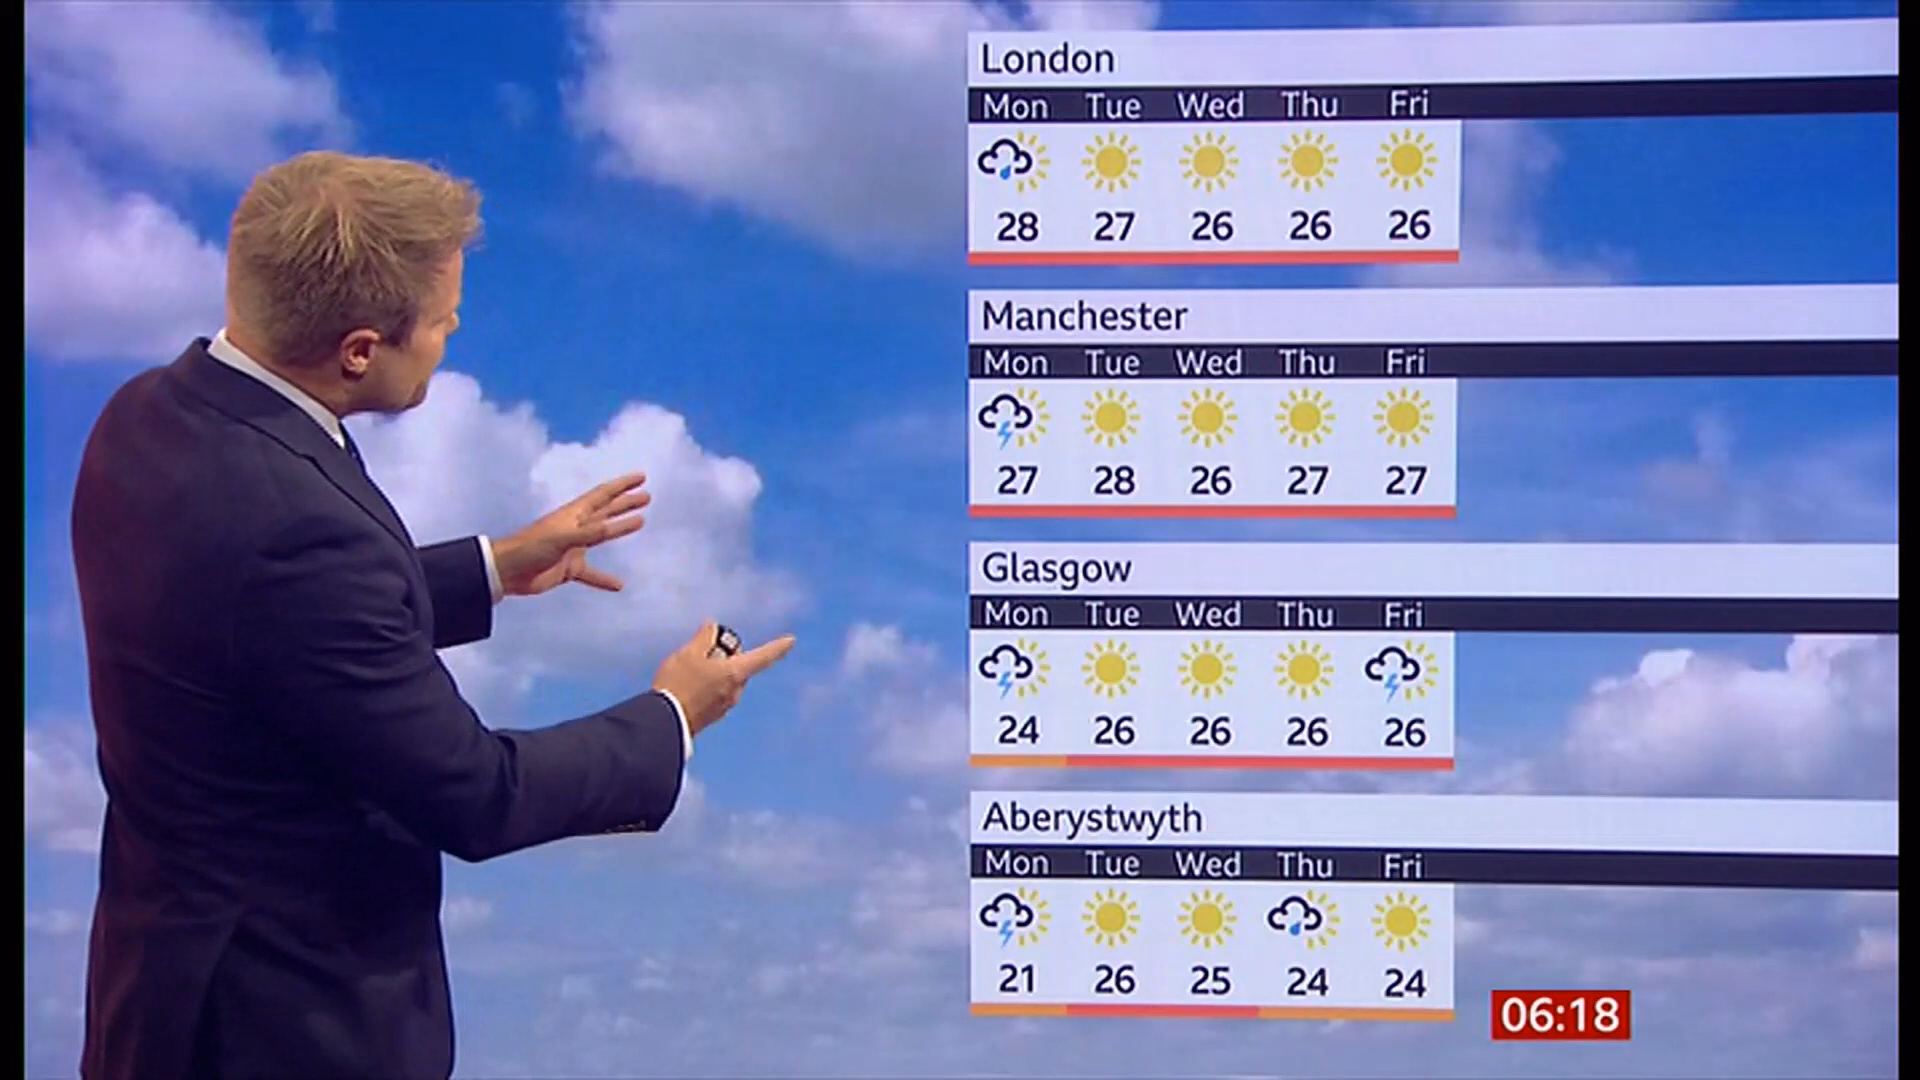 London
Mon Tue Wed Thu Fri
28 27 26 26 26
Manchester
Mon Tue Wed Thu Fri
27 28 26 27 27
Glasgow
Mon Tue Wed Thu Fri
24 26 26 26 26
Aberystwyth
Mon Tue Wed Thu Fri
21 26 25 24 24
06:18